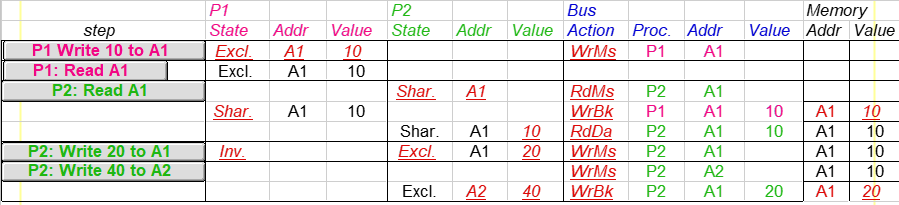 P1 P2 Bus Memory
step State Addr Value State Addr Value Action Proc. Addr Value Addr Value
P1 Write 10 to A1 Excl. A1 10 WrMs P1 A1
P1: Read A1 Excl. A1 10
P2: Read A1 Shar. A1 RdMs P2 A1
Shar. A1 10 WrBk P1 A1 10 A1 10
Shar. A1 10 RdDa P2 A1 10 A1 10
P2: Write 20 to A1 Inv. Excl. A1 20 WrMs P2 A1 A1 10
P2: Write 40 to A2 WrMs P2 A2 A1 10
Excl. A2 40 WrBk P2 A1 20 A1 20